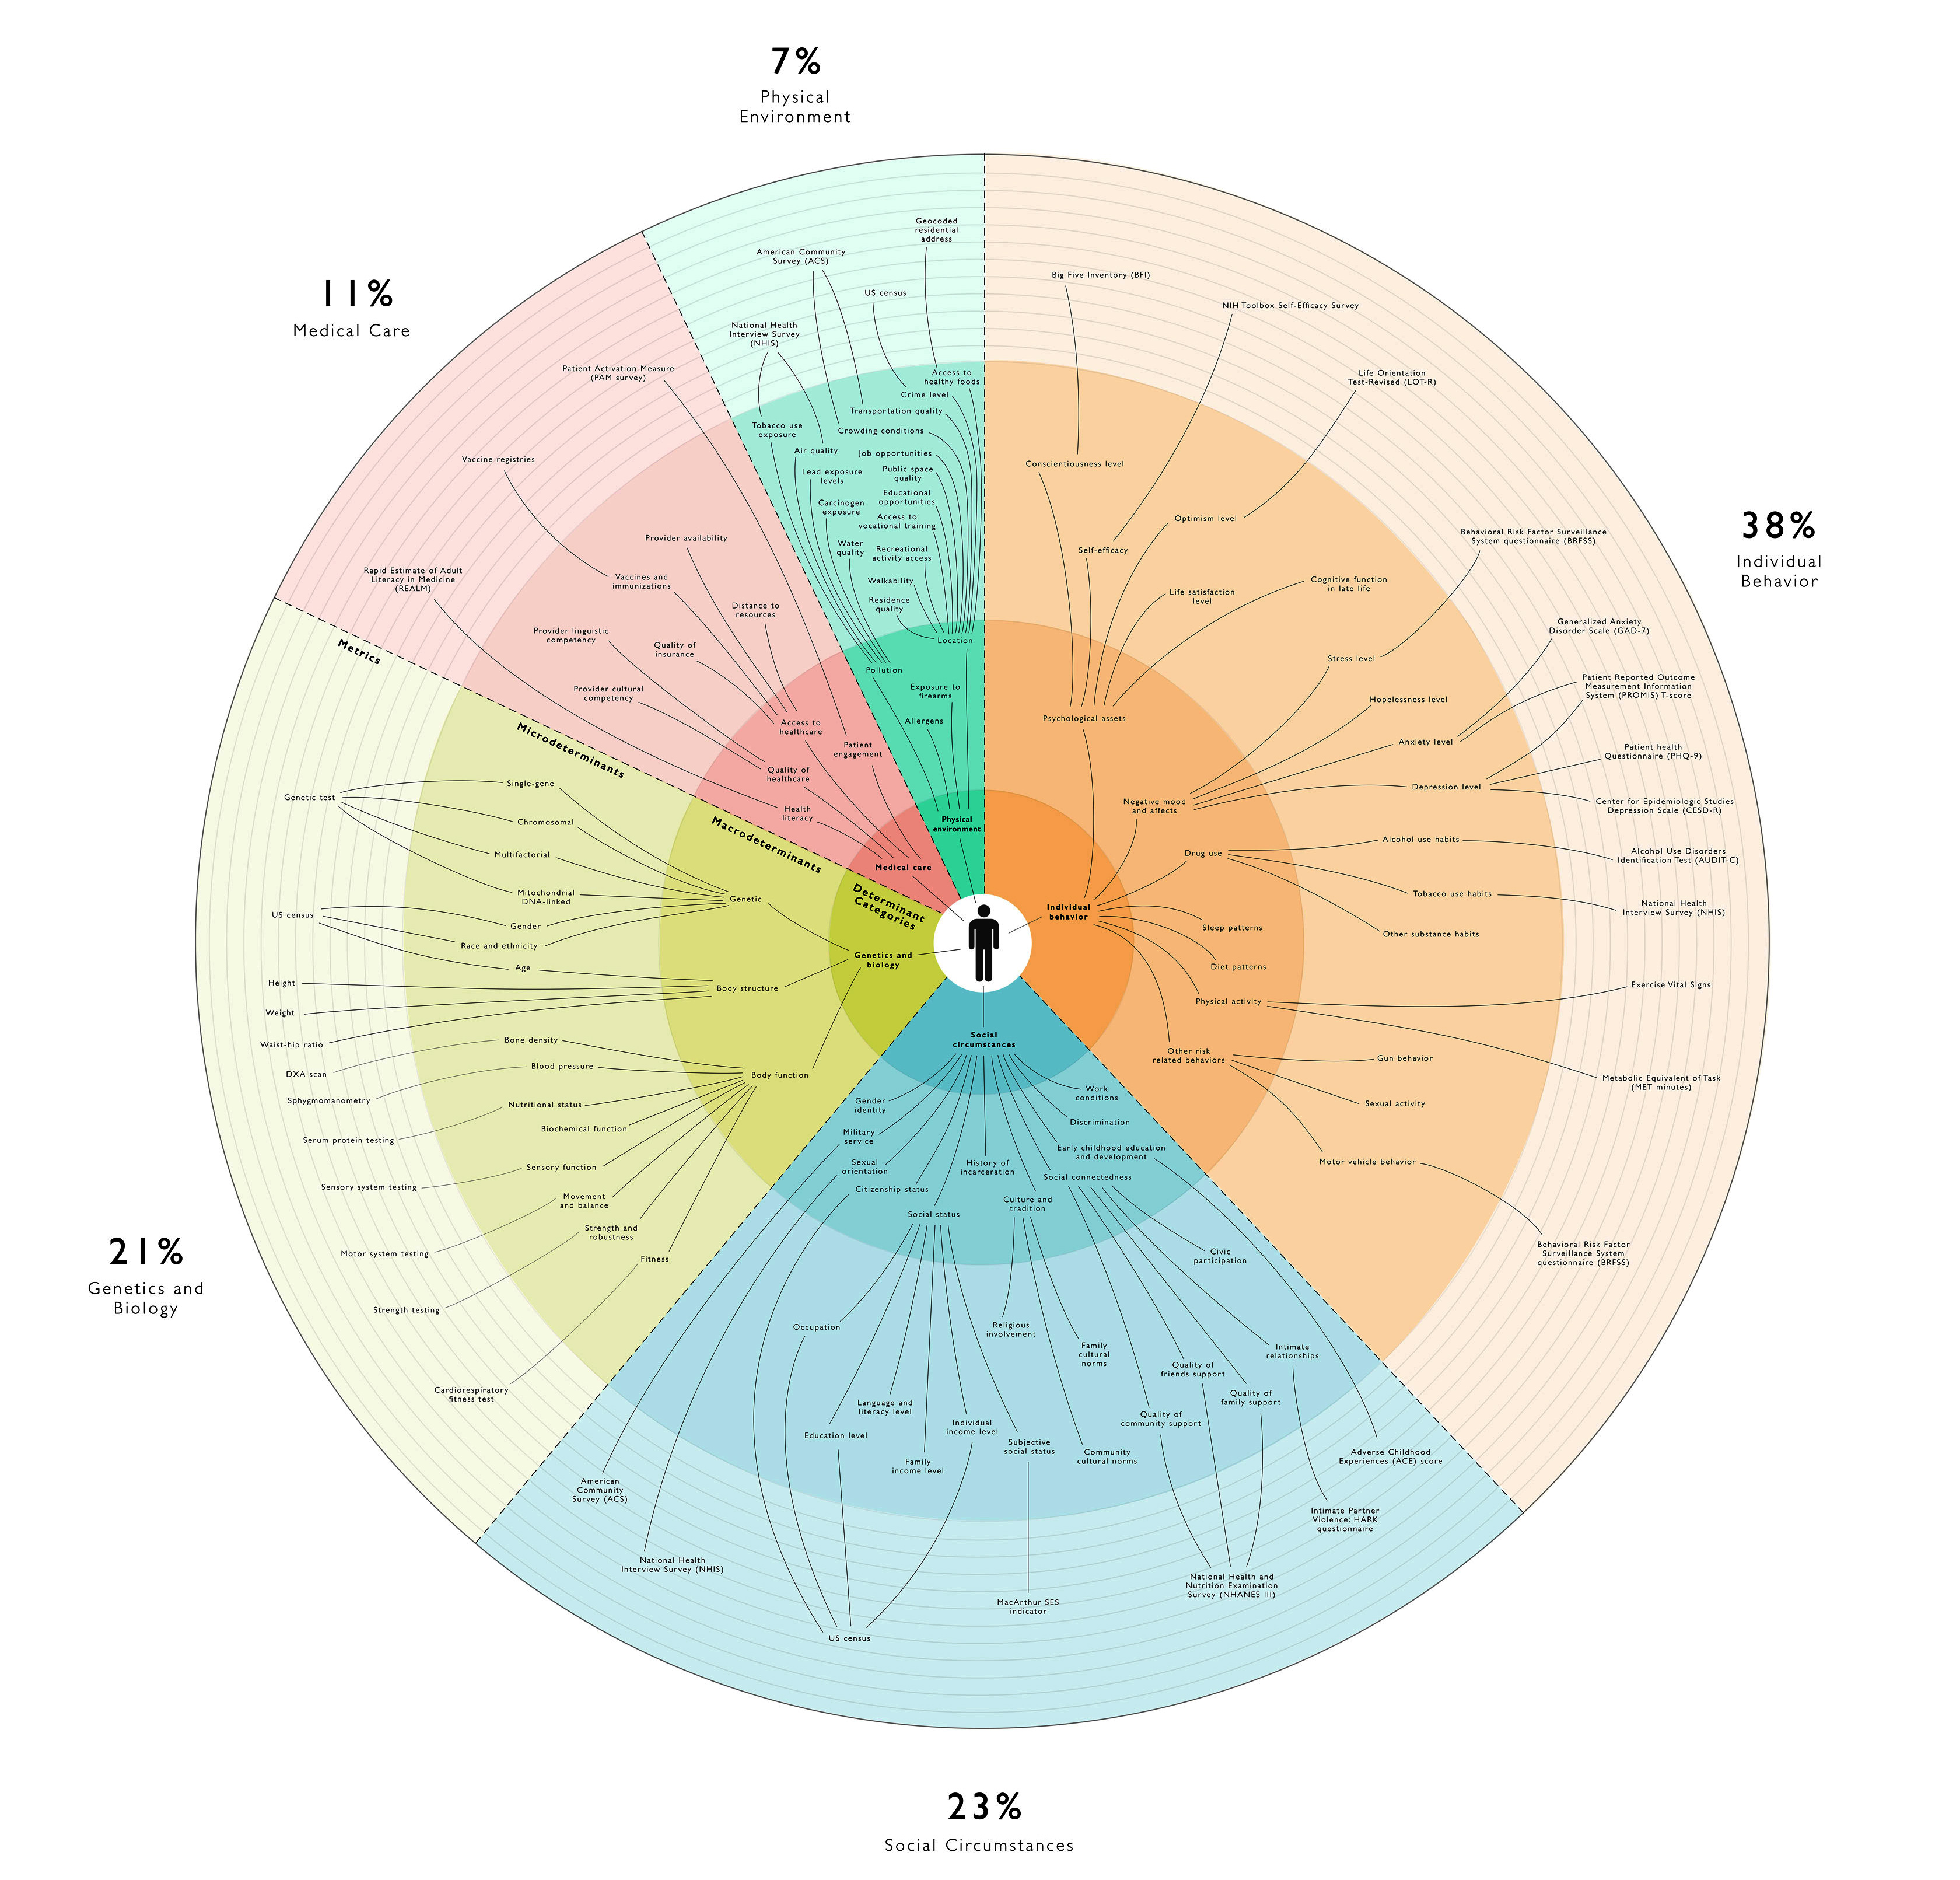 7%
Physical
Environment
11%
Medical Care
38%
Individual
Behavior
21%
Genetics and
Biology
23%
Social Circumstances
Metrics
Microdeterminants
Macrodeterminants
Determinant
Categories
Physical
environment
Location
Access to
healthy foods
Geocoded
residential
address
Crime level
US census
Transportation quality
Crowding conditions
American Community
Survey (ACS)
Job opportunities
Public space
quality
Educational
opportunities
Access to
vocational training
Recreational
activity access
Walkability
Residence
quality
Exposure to
firearms
Allergens
Pollution
Tobacco use
exposure
Air quality
National Health
Interview Survey
(NHIS)
Lead exposure
levels
Carcinogen
exposure
Water
quality
Individual
behavior
Psychological assets
Conscientiousness level
Big Five Inventory (BFI)
Self-efficacy
NIH Toolbox Self-Efficacy Survey
Optimism level
Life Orientation
Test-Revised (LOT-R)
Life satisfaction
level
Cognitive function
in late life
Negative mood
and affects
Stress level
Behavioral Risk Factor Surveillance
System questionnaire (BRFSS)
Hopelessness level
Anxiety level
Generalized Anxiety
Disorder Scale (GAD-7)
Patient Reported Outcome
Measurement Information
System (PROMIS) T-score
Depression level
Patient health
Questionnaire (PHQ-9)
Center for Epidemiologic Studies
Depression Scale (CESD-R)
Drug use
Alcohol use habits
Alcohol Use Disorders
Identification Test (AUDIT-C)
Tobacco use habits
National Health
Interview Survey (NHIS)
Other substance habits
Sleep patterns
Diet patterns
Physical activity
Exercise Vital Signs
Metabolic Equivalent of Task
(MET minutes)
Other risk
related behaviors
Gun behavior
Sexual activity
Motor vehicle behavior
Behavioral Risk Factor
Surveillance System
questionnaire (BRFSS)
Social
circumstances
Work
conditions
Discrimination
Early childhood education
and development
Adverse Childhood
Experiences (ACE) score
Social connectedness
Civic
participation
Intimate
relationships
Intimate Partner
Violence: HARK
questionnaire
Quality of
family support
Quality of
friends support
Quality of
community support
National Health and
Nutrition Examination
Survey (NHANES III)
Culture and
tradition
Religious
involvement
Family
cultural
norms
Community
cultural norms
History of
incarceration
Social status
Subjective
social status
MacArthur SES
indicator
Individual
income level
Family
income level
Language and
literacy level
Education level
Occupation
US census
Citizenship status
Sexual
orientation
National Health
Interview Survey (NHIS)
Military
service
American
Community
Survey (ACS)
Gender
identity
Genetics and
biology
Genetic
Single-gene
Chromosomal
Multifactorial
Mitochondrial
DNA-linked
Genetic test
Gender
Race and ethnicity
Age
US census
Body structure
Height
Weight
Waist-hip ratio
Body function
Bone density
DXA scan
Blood pressure
Sphygmomanometry
Nutritional status
Serum protein testing
Biochemical function
Sensory function
Sensory system testing
Movement
and balance
Motor system testing
Strength and
robustness
Strength testing
Fitness
Cardiorespiratory
fitness test
Medical care
Patient
engagement
Patient Activation Measure
(PAM survey)
Access to
healthcare
Provider availability
Distance to
resources
Vaccines and
immunizations
Vaccine registries
Quality of
insurance
Quality of
healthcare
Provider linguistic
competency
Provider cultural
competency
Health
literacy
Rapid Estimate of Adult
Literacy in Medicine
(REALM)